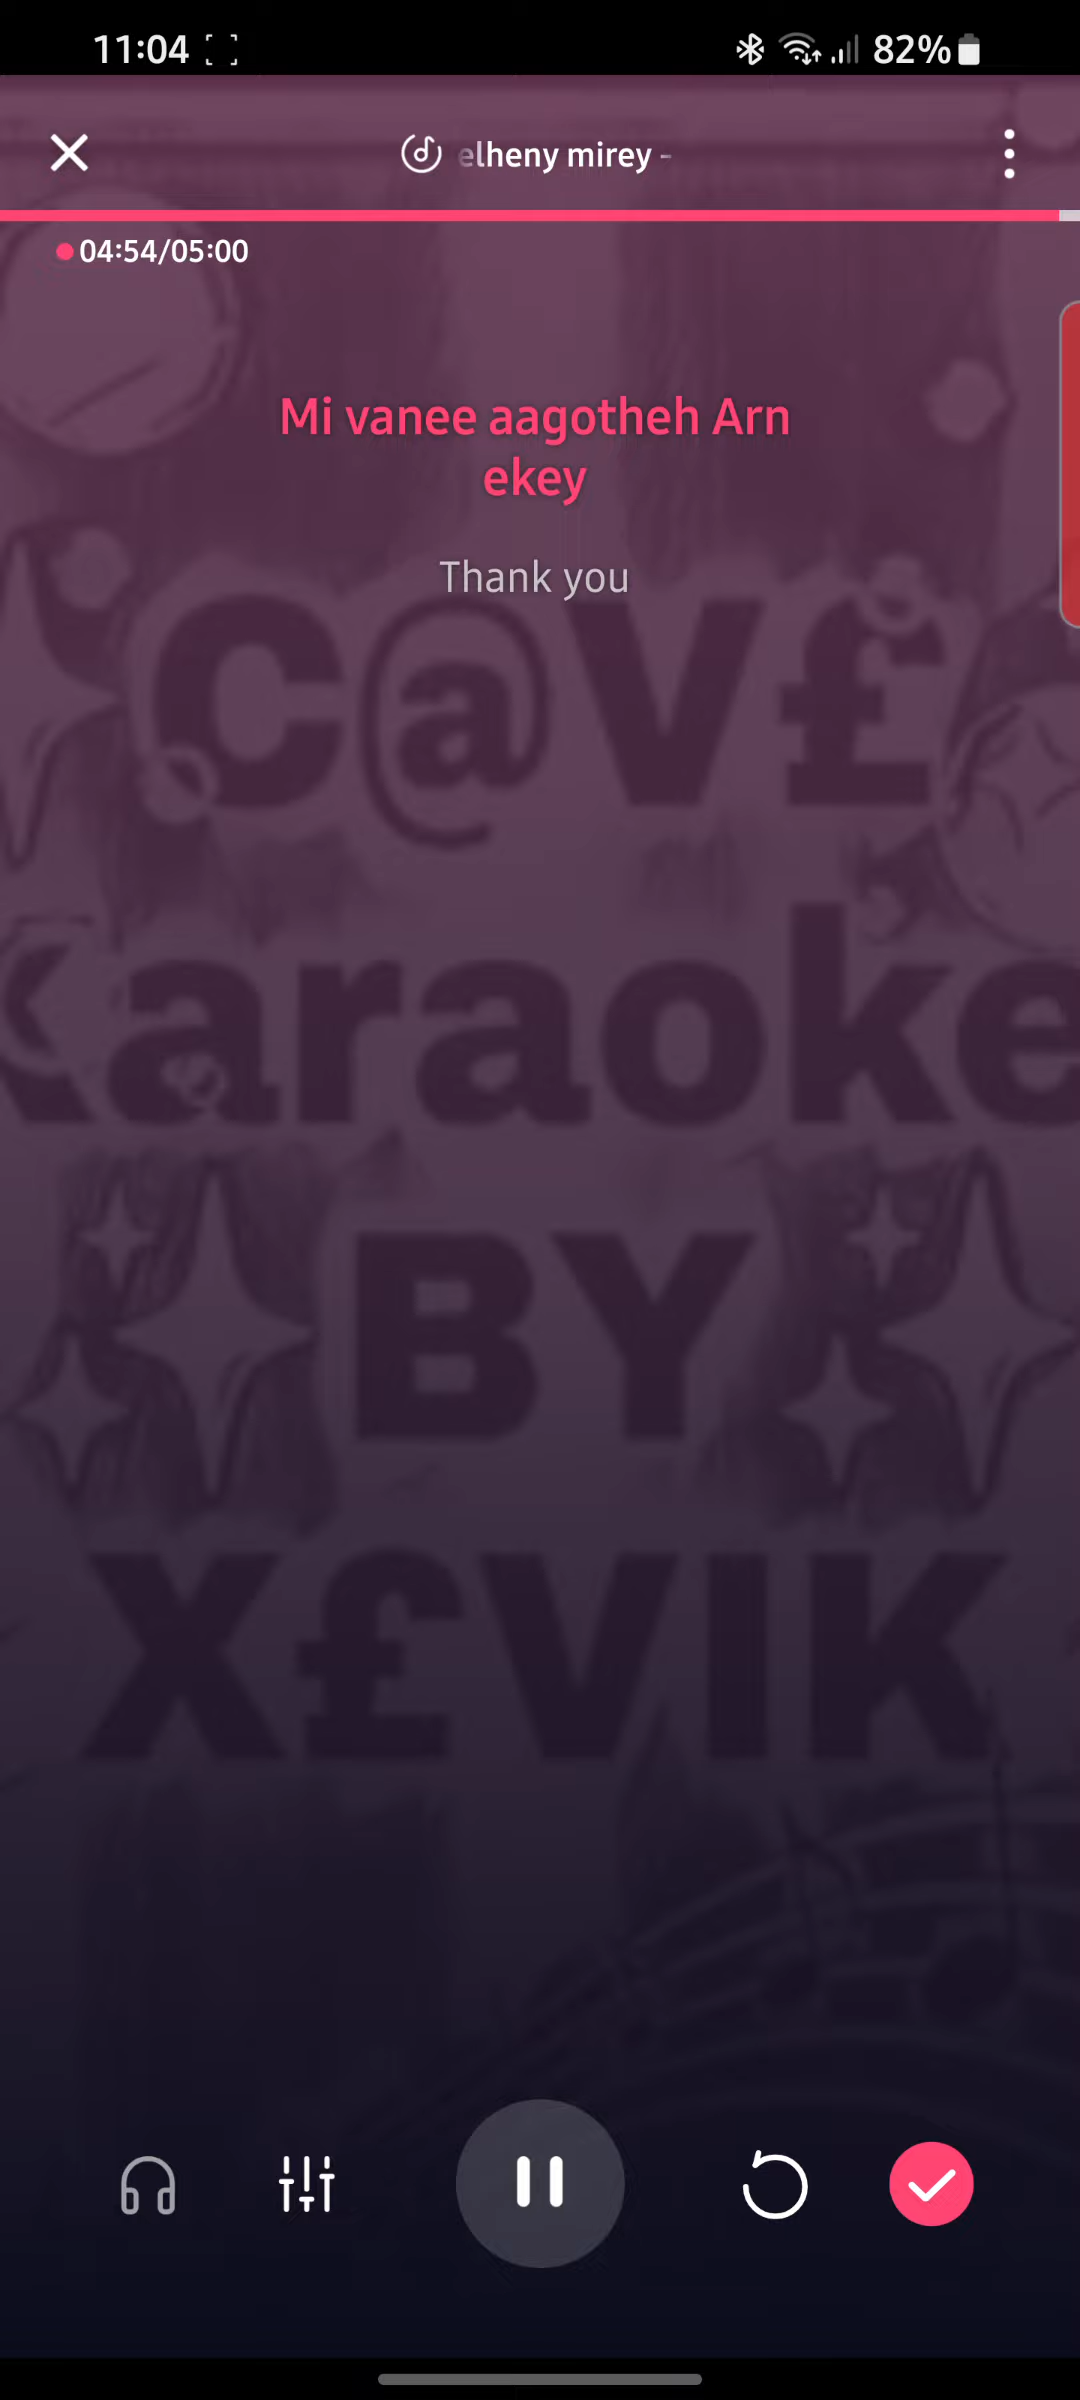 11:04 82%
elheny mirey -
04:54/05:00
Mi vanee aagotheh Arn
ekey
Thank you
C@V£
Karaoke
BY
X£VIK